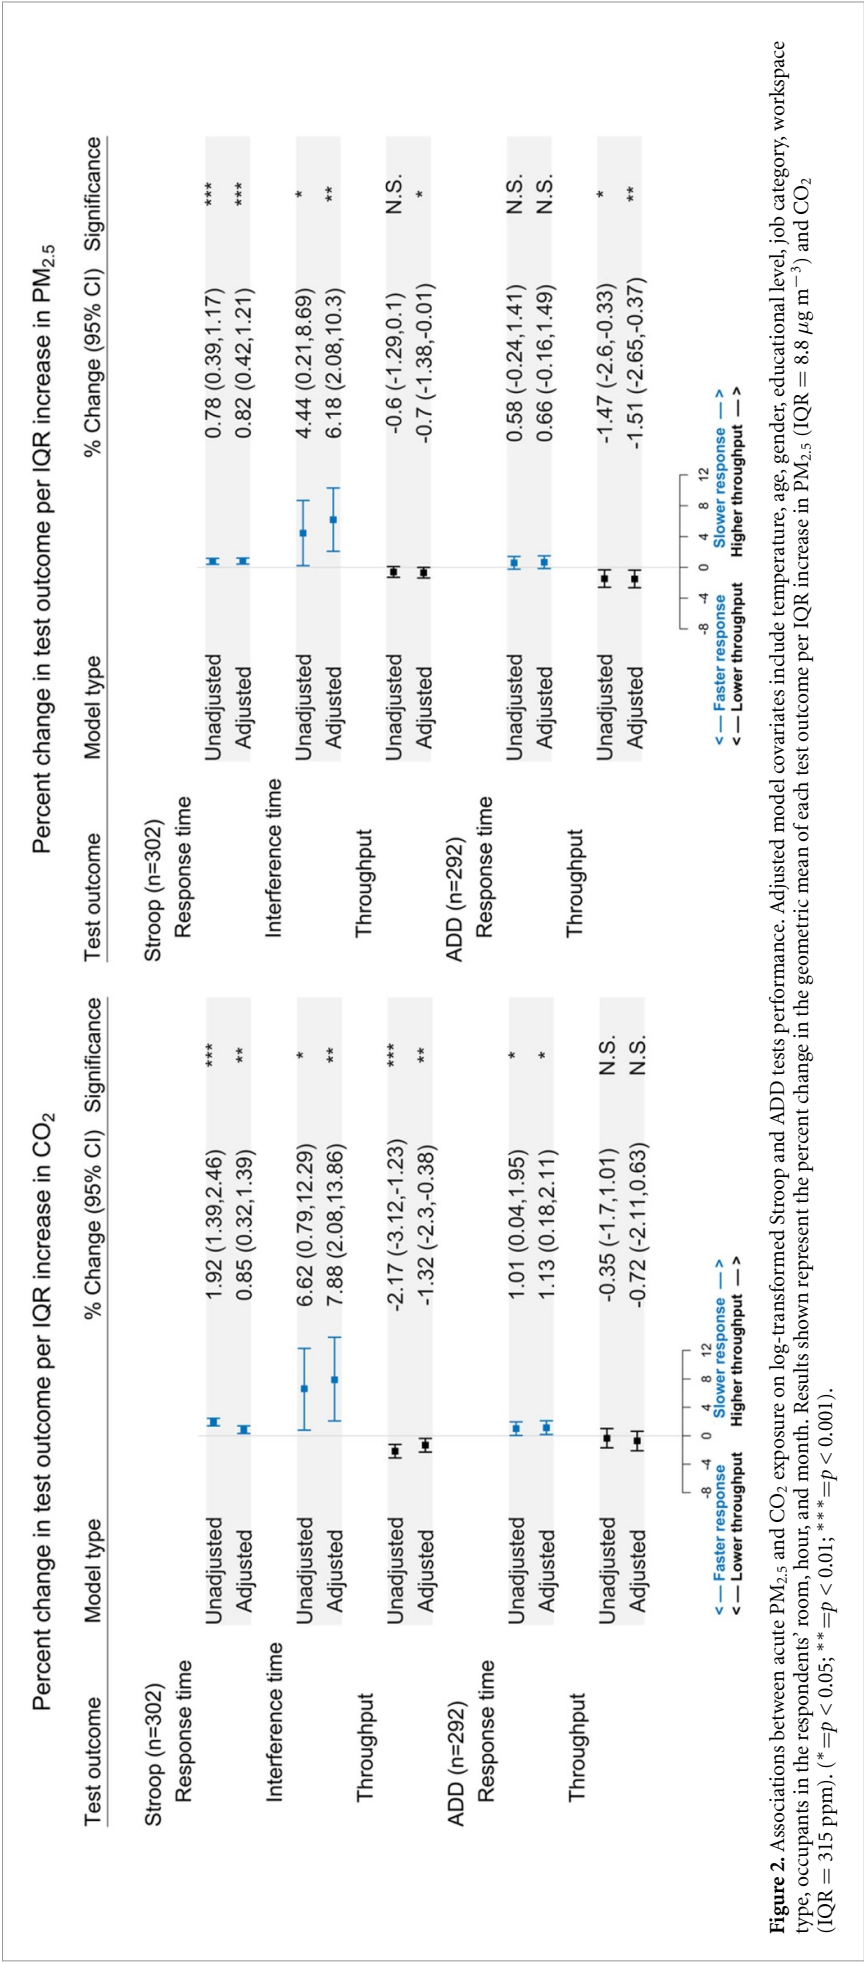 Percent change in test outcome per IQR increase in CO2
Test outcome Model type % Change (95% CI) Significance
Stroop (n=302)
Response time
Unadjusted 1.92 (1.39,2.46) ***
Adjusted 0.85 (0.32,1.39) **
Interference time
Unadjusted 6.62 (0.79,12.29) *
Adjusted 7.88 (2.08,13.86) **
Throughput
Unadjusted -2.17 (-3.12,-1.23) ***
Adjusted -1.32 (-2.3,-0.38) **
ADD (n=292)
Response time
Unadjusted 1.01 (0.04,1.95) *
Adjusted 1.13 (0.18,2.11) *
Throughput
Unadjusted -0.35 (-1.7,1.01) N.S.
Adjusted -0.72 (-2.11,0.63) N.S.
-8 -4 0 4 8 12
<— Faster response Slower response —>
<— Lower throughput Higher throughput —>
Percent change in test outcome per IQR increase in PM2.5
Test outcome Model type % Change (95% CI) Significance
Stroop (n=302)
Response time
Unadjusted 0.78 (0.39,1.17) ***
Adjusted 0.82 (0.42,1.21) ***
Interference time
Unadjusted 4.44 (0.21,8.69) *
Adjusted 6.18 (2.08,10.3) **
Throughput
Unadjusted -0.6 (-1.29,0.1) N.S.
Adjusted -0.7 (-1.38,-0.01) *
ADD (n=292)
Response time
Unadjusted 0.58 (-0.24,1.41) N.S.
Adjusted 0.66 (-0.16,1.49) N.S.
Throughput
Unadjusted -1.47 (-2.6,-0.33) *
Adjusted -1.51 (-2.65,-0.37) **
-8 -4 0 4 8 12
<— Faster response Slower response —>
<— Lower throughput Higher throughput —>
Figure 2. Associations between acute PM2.5 and CO2 exposure on log-transformed Stroop and ADD tests performance. Adjusted model covariates include temperature, age, gender, educational level, job category, workspace
type, occupants in the respondents' room, hour, and month. Results shown represent the percent change in the geometric mean of each test outcome per IQR increase in PM2.5 (IQR = 8.8 μg m−3) and CO2
(IQR = 315 ppm). (*=p < 0.05; **=p < 0.01; ***=p < 0.001).